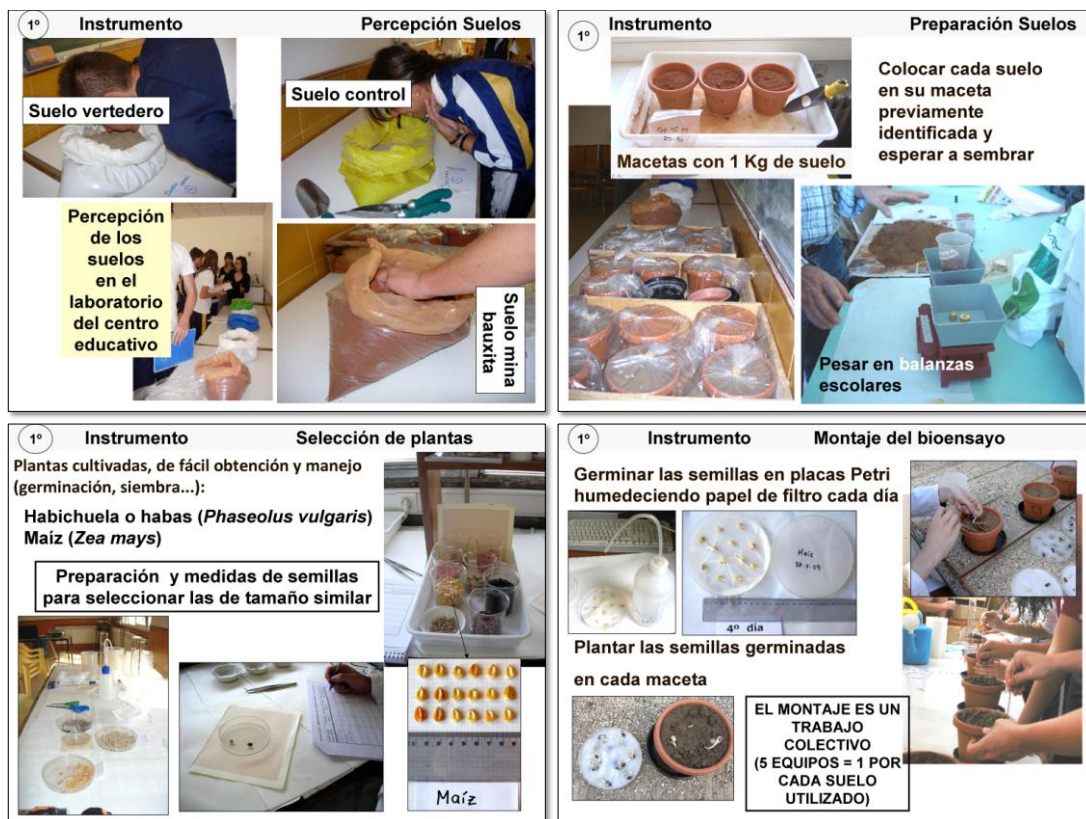 1º Instrumento Percepción Suelos
Suelo vertedero
Suelo control
Percepción
de los
suelos
en el
laboratorio
del centro
educativo
Suelo mina
bauxita
1º Instrumento Preparación Suelos
Colocar cada suelo
en su maceta
previamente
identificada y
esperar a sembrar
Macetas con 1 Kg de suelo
Pesar en balanzas
escolares
1º Instrumento Selección de plantas
Plantas cultivadas, de fácil obtención y manejo
(germinación, siembra...):
Habichuela o habas (Phaseolus vulgaris)
Maíz (Zea mays)
Preparación y medidas de semillas
para seleccionar las de tamaño similar
Maíz
1º Instrumento Montaje del bioensayo
Germinar las semillas en placas Petri
humedeciendo papel de filtro cada día
Maíz
4º día
Plantar las semillas germinadas
en cada maceta
EL MONTAJE ES UN
TRABAJO
COLECTIVO
(5 EQUIPOS = 1 POR
CADA SUELO
UTILIZADO)